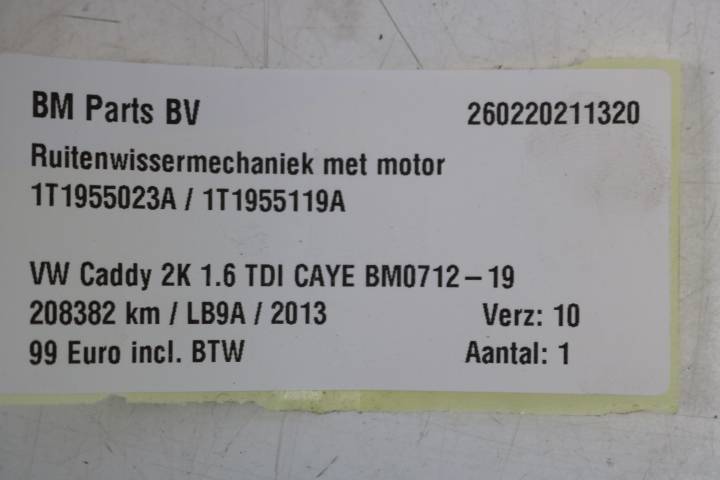 BM Parts BV 260220211320
Ruitenwissermechaniek met motor
1T1955023A / 1T1955119A
VW Caddy 2K 1.6 TDI CAYE BM0712-19
208382 km / LB9A / 2013 Verz: 10
99 Euro incl. BTW Aantal: 1